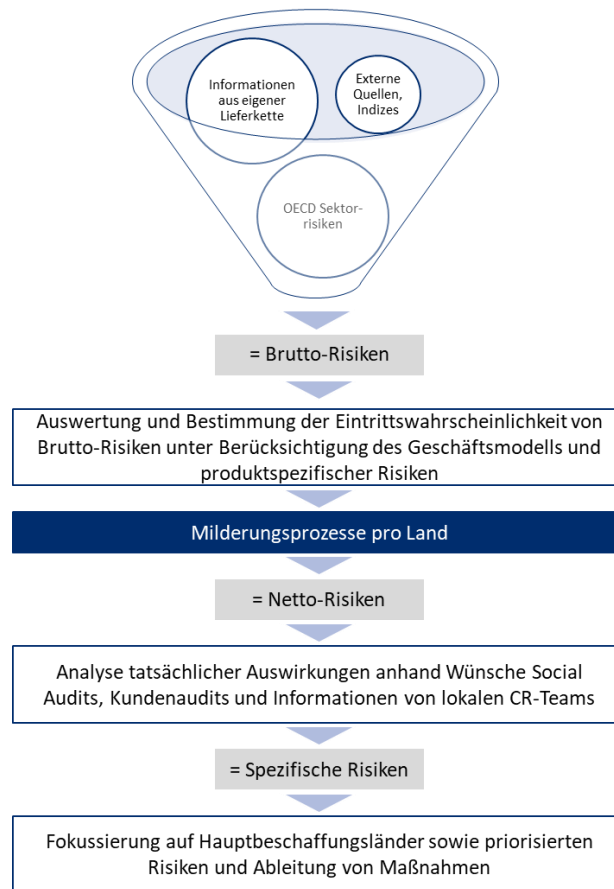 Informationen
aus eigener
Lieferkette
Externe
Quellen,
Indizes
OECD Sektor-
risiken
= Brutto-Risiken
Auswertung und Bestimmung der Eintrittswahrscheinlichkeit von
Brutto-Risiken unter Berücksichtigung des Geschäftsmodells und
produktspezifischer Risiken
Milderungsprozesse pro Land
= Netto-Risiken
Analyse tatsächlicher Auswirkungen anhand Wünsche Social
Audits, Kundenaudits und Informationen von lokalen CR-Teams
= Spezifische Risiken
Fokussierung auf Hauptbeschaffungsländer sowie priorisierten
Risiken und Ableitung von Maßnahmen